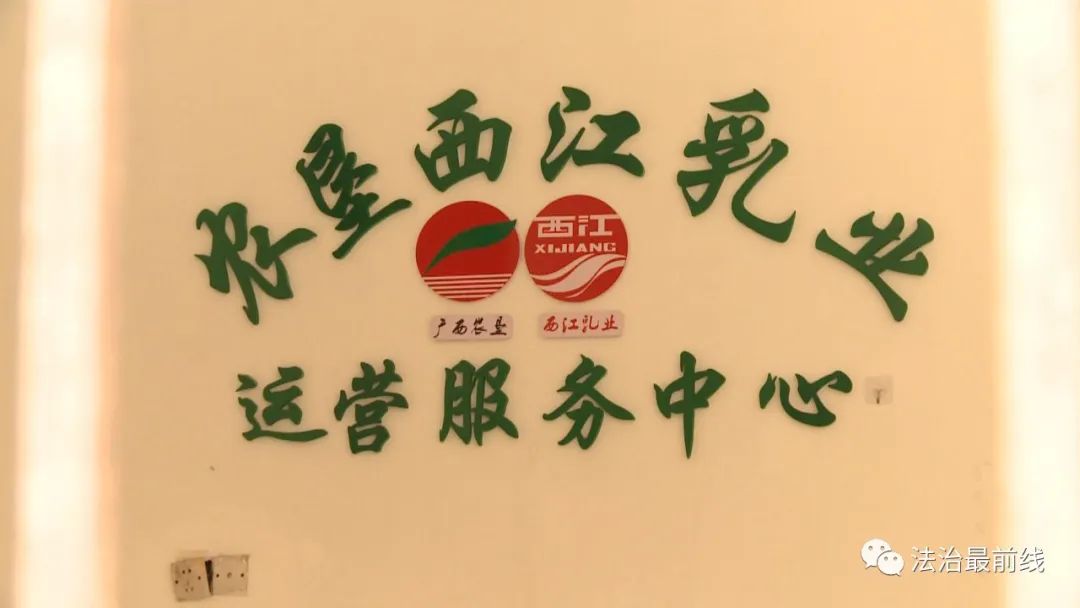 农垦西江乳业
西江
XIJIANG
广西农垦
西江乳业
运营服务中心
法治最前线